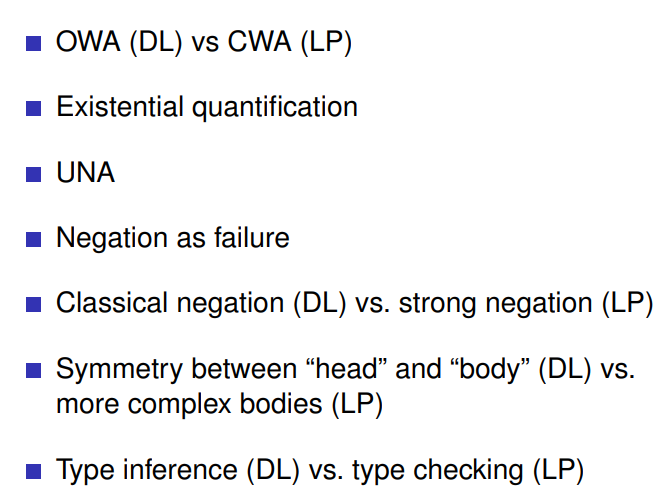 OWA (DL) vs CWA (LP)
Existential quantification
UNA
Negation as failure
Classical negation (DL) vs. strong negation (LP)
Symmetry between “head” and “body” (DL) vs.
more complex bodies (LP)
Type inference (DL) vs. type checking (LP)